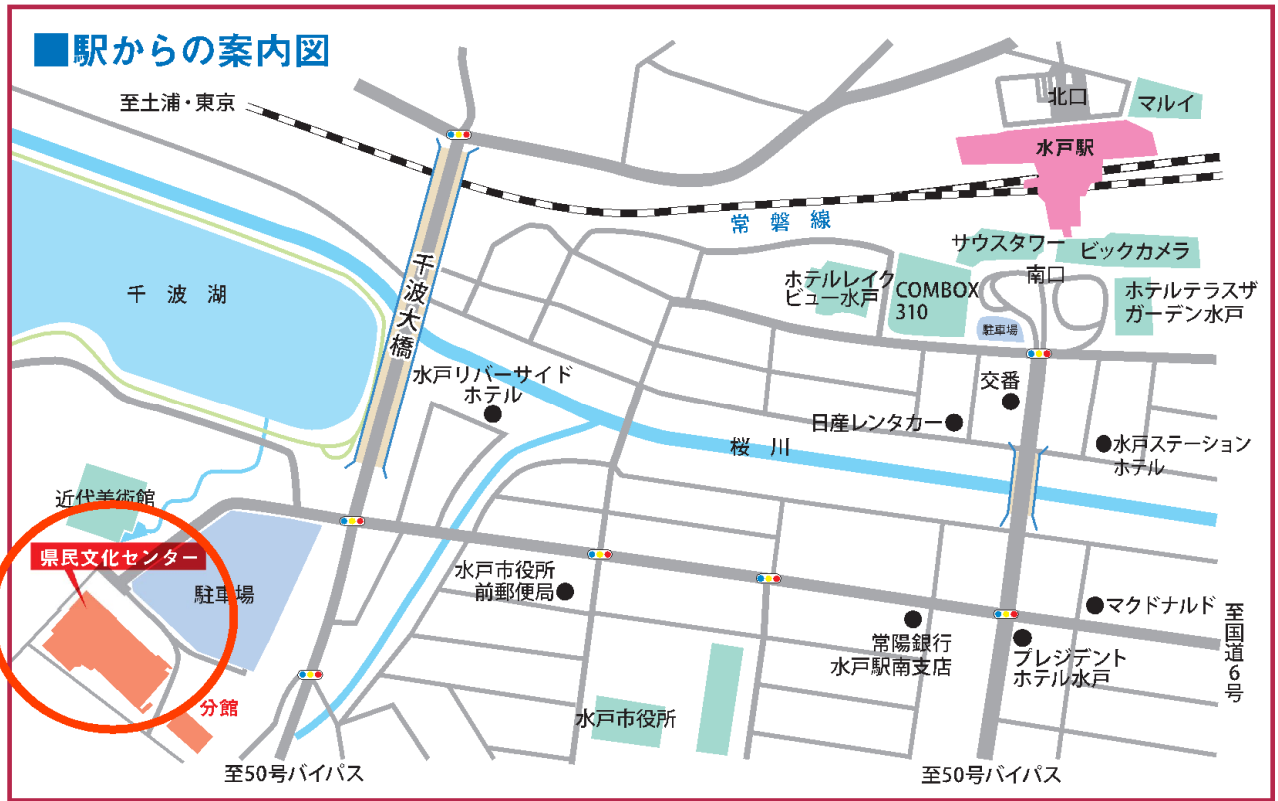 ■駅からの案内図
至土浦・東京
北口
マルイ
水戸駅
常磐線
サウスタワー
ビックカメラ
南口
千波湖
千波大橋
ホテルレイク
ビュー水戸
COMBOX
310
駐車場
ホテルテラスザ
ガーデン水戸
水戸リバーサイド
ホテル
交番
日産レンタカー
桜川
水戸ステーション
ホテル
近代美術館
県民文化センター
駐車場
水戸市役所
前郵便局
マクドナルド
常陽銀行
水戸駅南支店
プレジデント
ホテル水戸
至国道6号
分館
水戸市役所
至50号バイパス
至50号バイパス